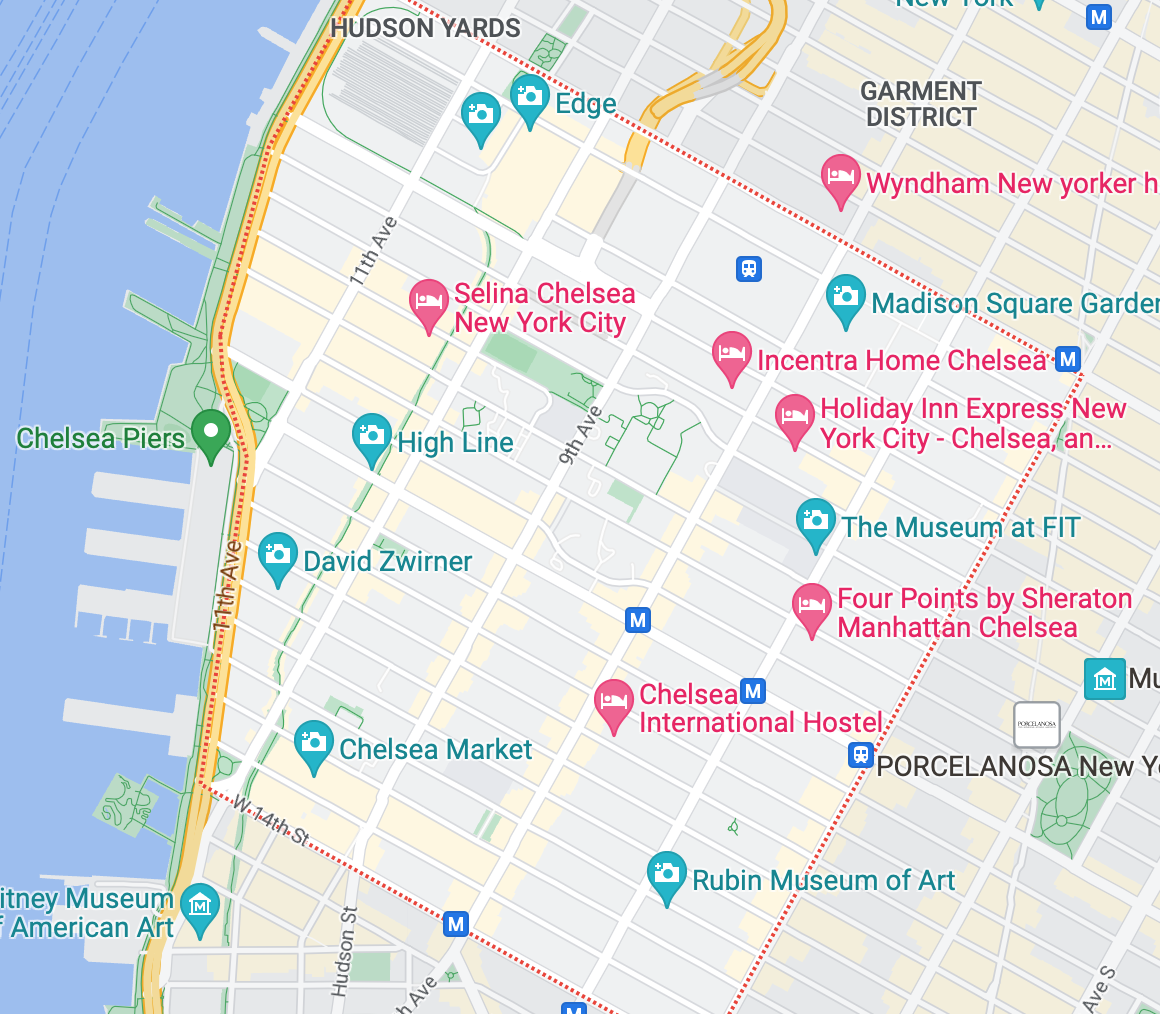 New York
M
HUDSON YARDS
GARMENT
DISTRICT
Edge
Wyndham New yorker h
11th Ave
Selina Chelsea
New York City
Madison Square Garden
Incentra Home Chelsea
M
Holiday Inn Express New
York City - Chelsea, an...
9th Ave
Chelsea Piers
High Line
The Museum at FIT
11th Ave
David Zwirner
Four Points by Sheraton
Manhattan Chelsea
M
M
Mu
Chelsea
M
International Hostel
PORCELANOSA
Chelsea Market
PORCELANOSA New Yo
W 14th St
Rubin Museum of Art
itney Museum
f American Art
M
M
Hudson St
h Ave
Ave S
M